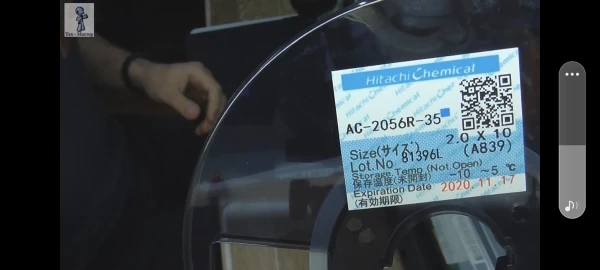 Hitachi Chemical
AC-2056R-35
2.0 X 10
Size(サイズ) (A839)
Lot.No 81396L
Storage Temp (Not.Open)
保存温度(未開封) -10 ~5 ℃
Expiration Date 2020.11.17
(有効期限)